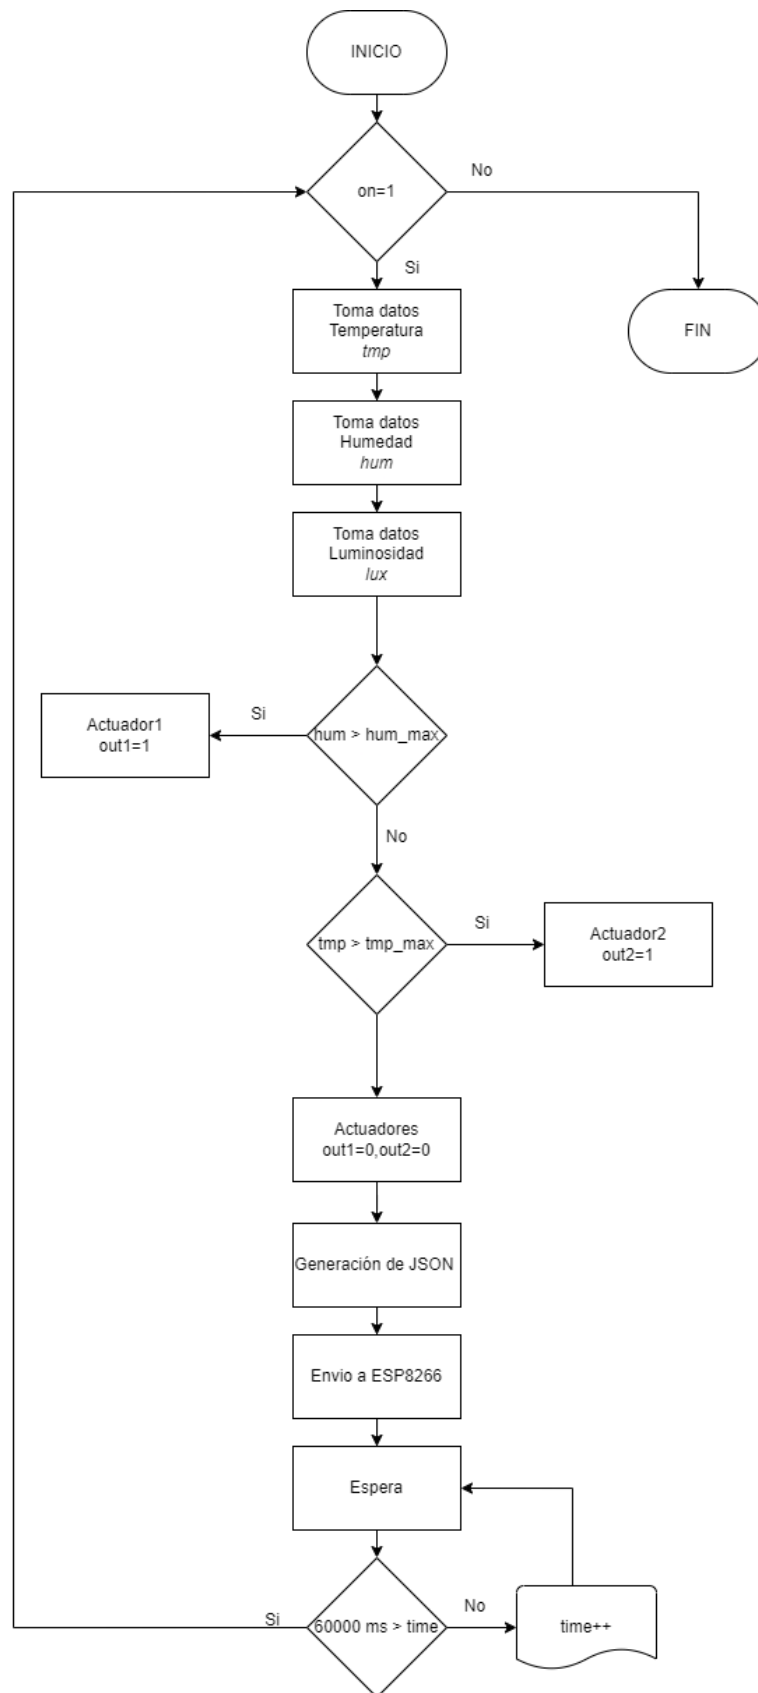 INICIO
on=1
No
Si
Toma datos
Temperatura
tmp
FIN
Toma datos
Humedad
hum
Toma datos
Luminosidad
lux
Actuador1
out1=1
Si
hum > hum_max
No
tmp > tmp_max
Si
Actuador2
out2=1
Actuadores
out1=0,out2=0
Generación de JSON
Envio a ESP8266
Espera
Si
60000 ms > time
No
time++